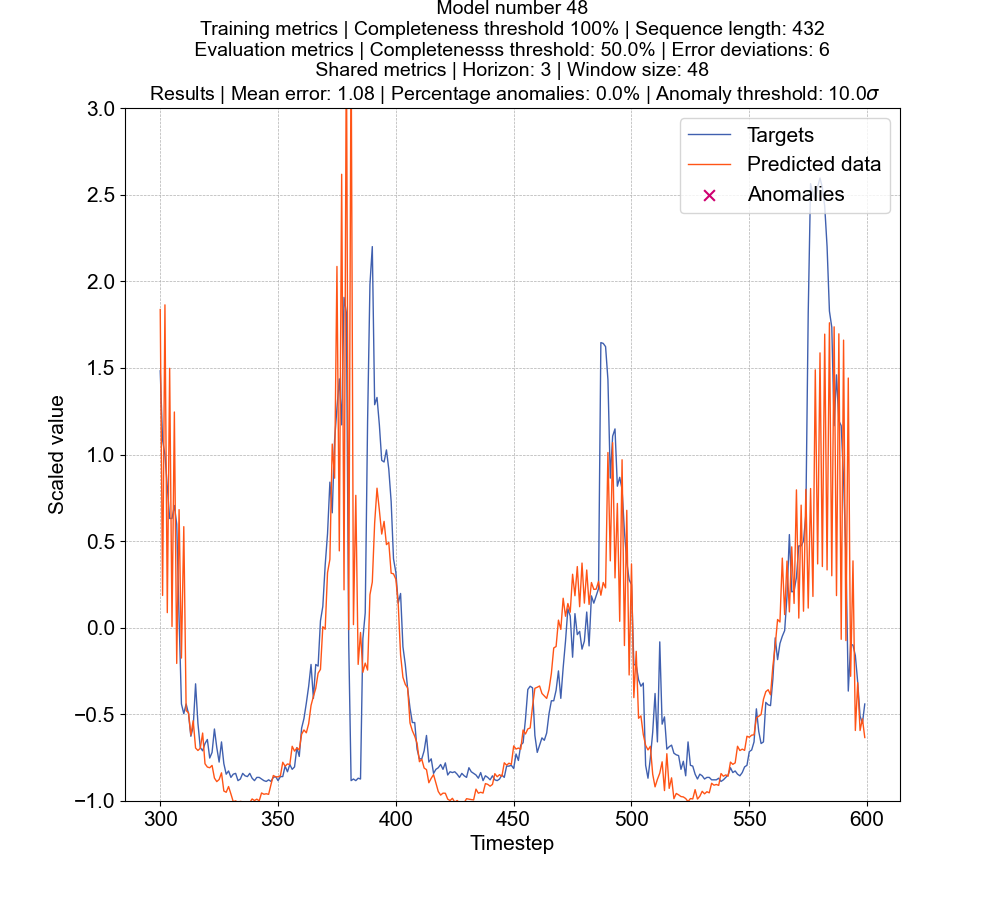 Model number 48
Training metrics | Completeness threshold 100% | Sequence length: 432
Evaluation metrics | Completenesss threshold: 50.0% | Error deviations: 6
Shared metrics | Horizon: 3 | Window size: 48
Results | Mean error: 1.08 | Percentage anomalies: 0.0% | Anomaly threshold: 10.0σ
Targets
Predicted data
Anomalies
3.0
2.5
2.0
1.5
1.0
0.5
0.0
−0.5
−1.0
Scaled value
300 350 400 450 500 550 600
Timestep